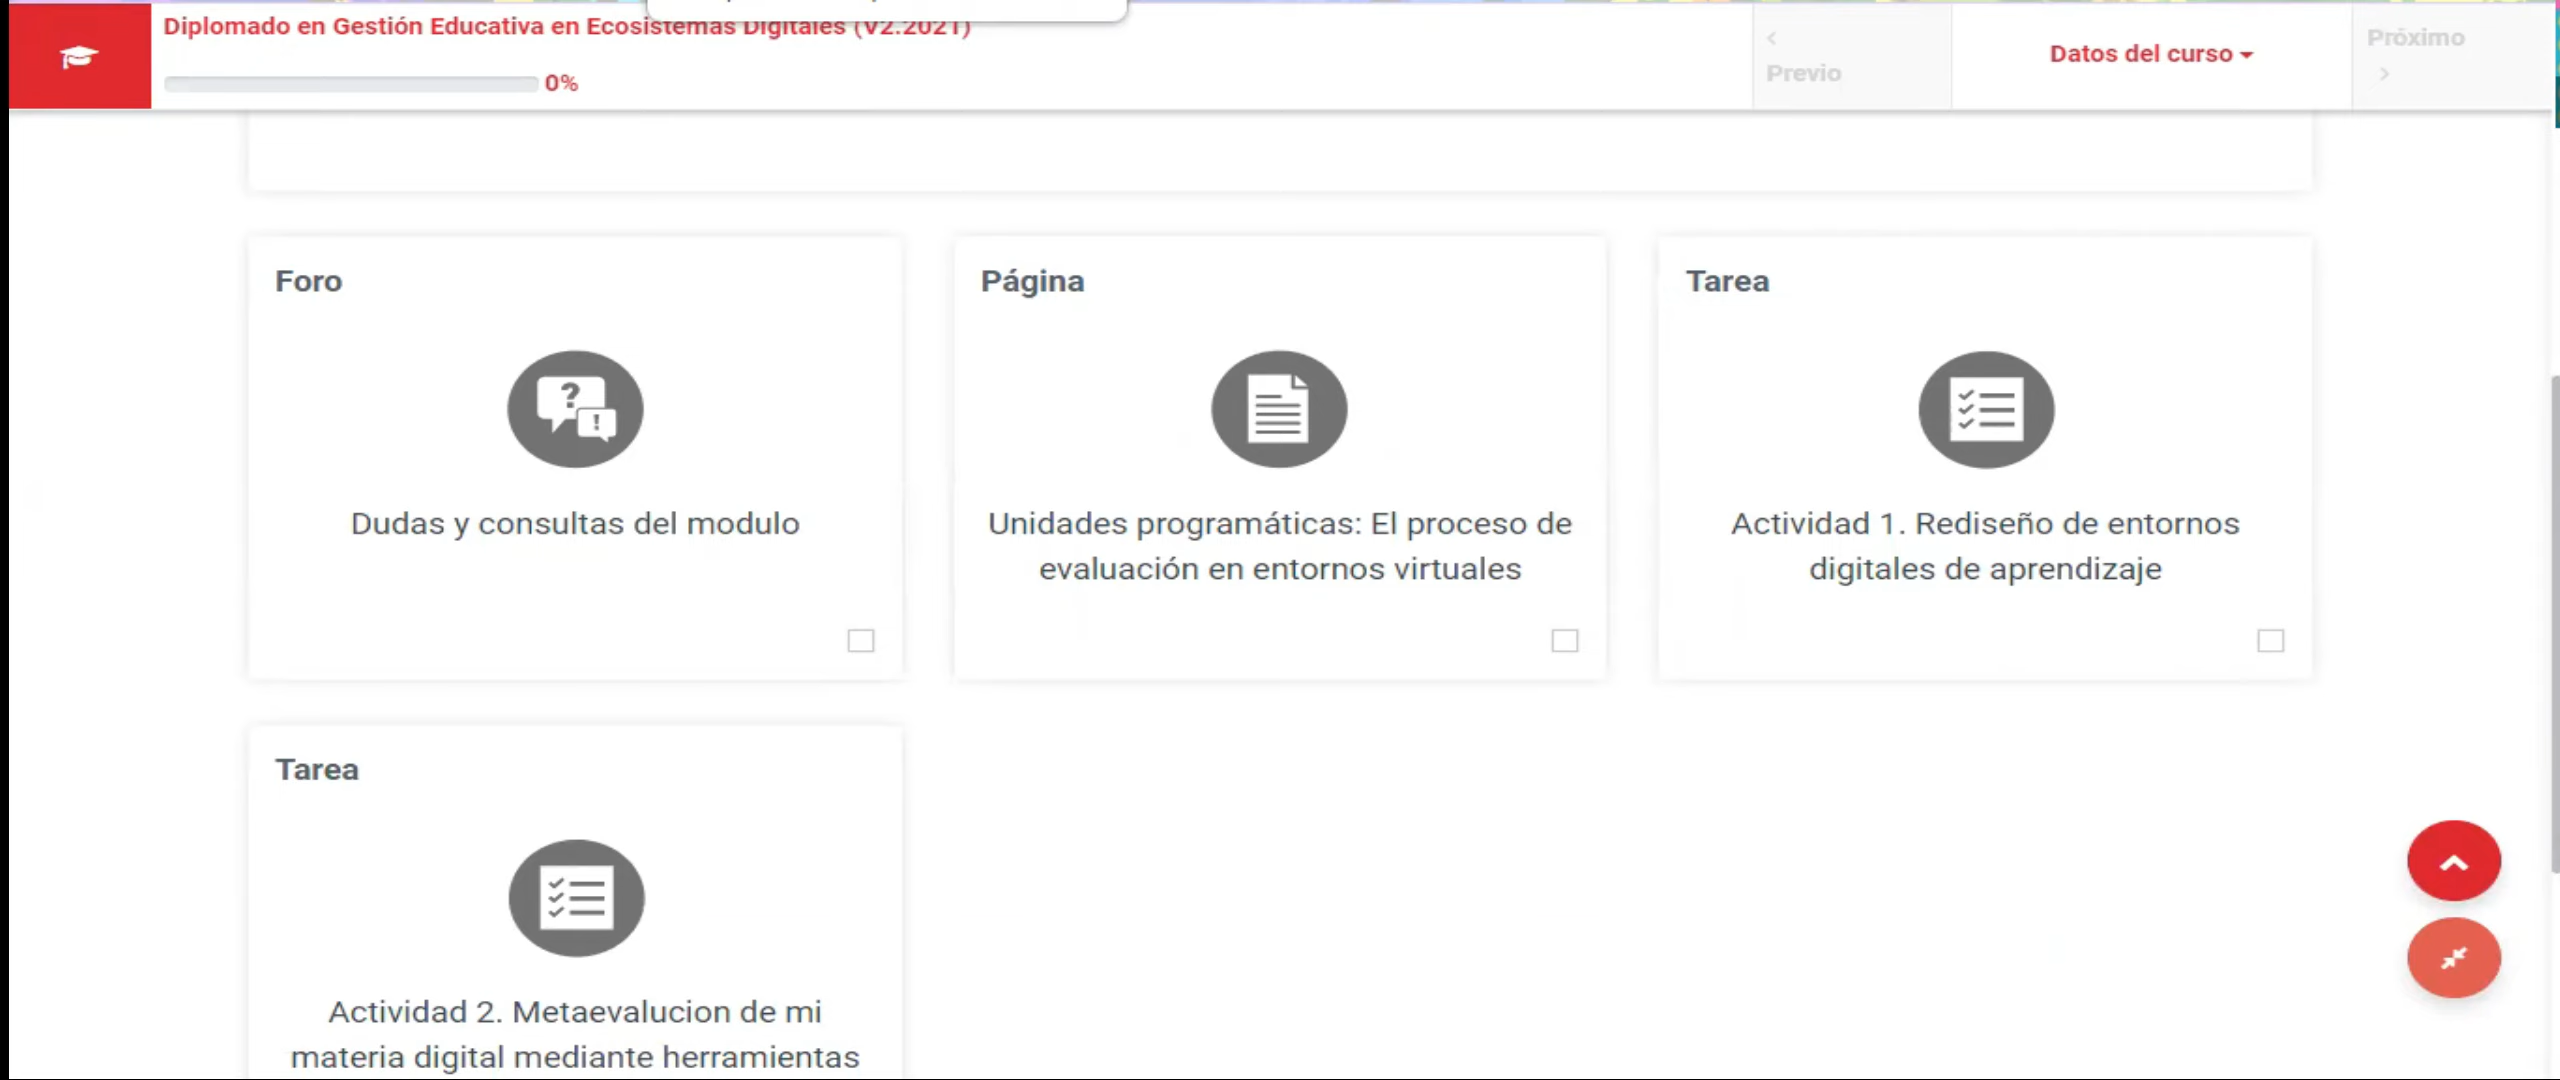 Diplomado en Gestión Educativa en Ecosistemas Digitales (V2.2021)
0%
Previo
Datos del curso
Próximo
Foro
Dudas y consultas del modulo
Página
Unidades programáticas: El proceso de
evaluación en entornos virtuales
Tarea
Actividad 1. Rediseño de entornos
digitales de aprendizaje
Tarea
Actividad 2. Metaevalucion de mi
materia digital mediante herramientas